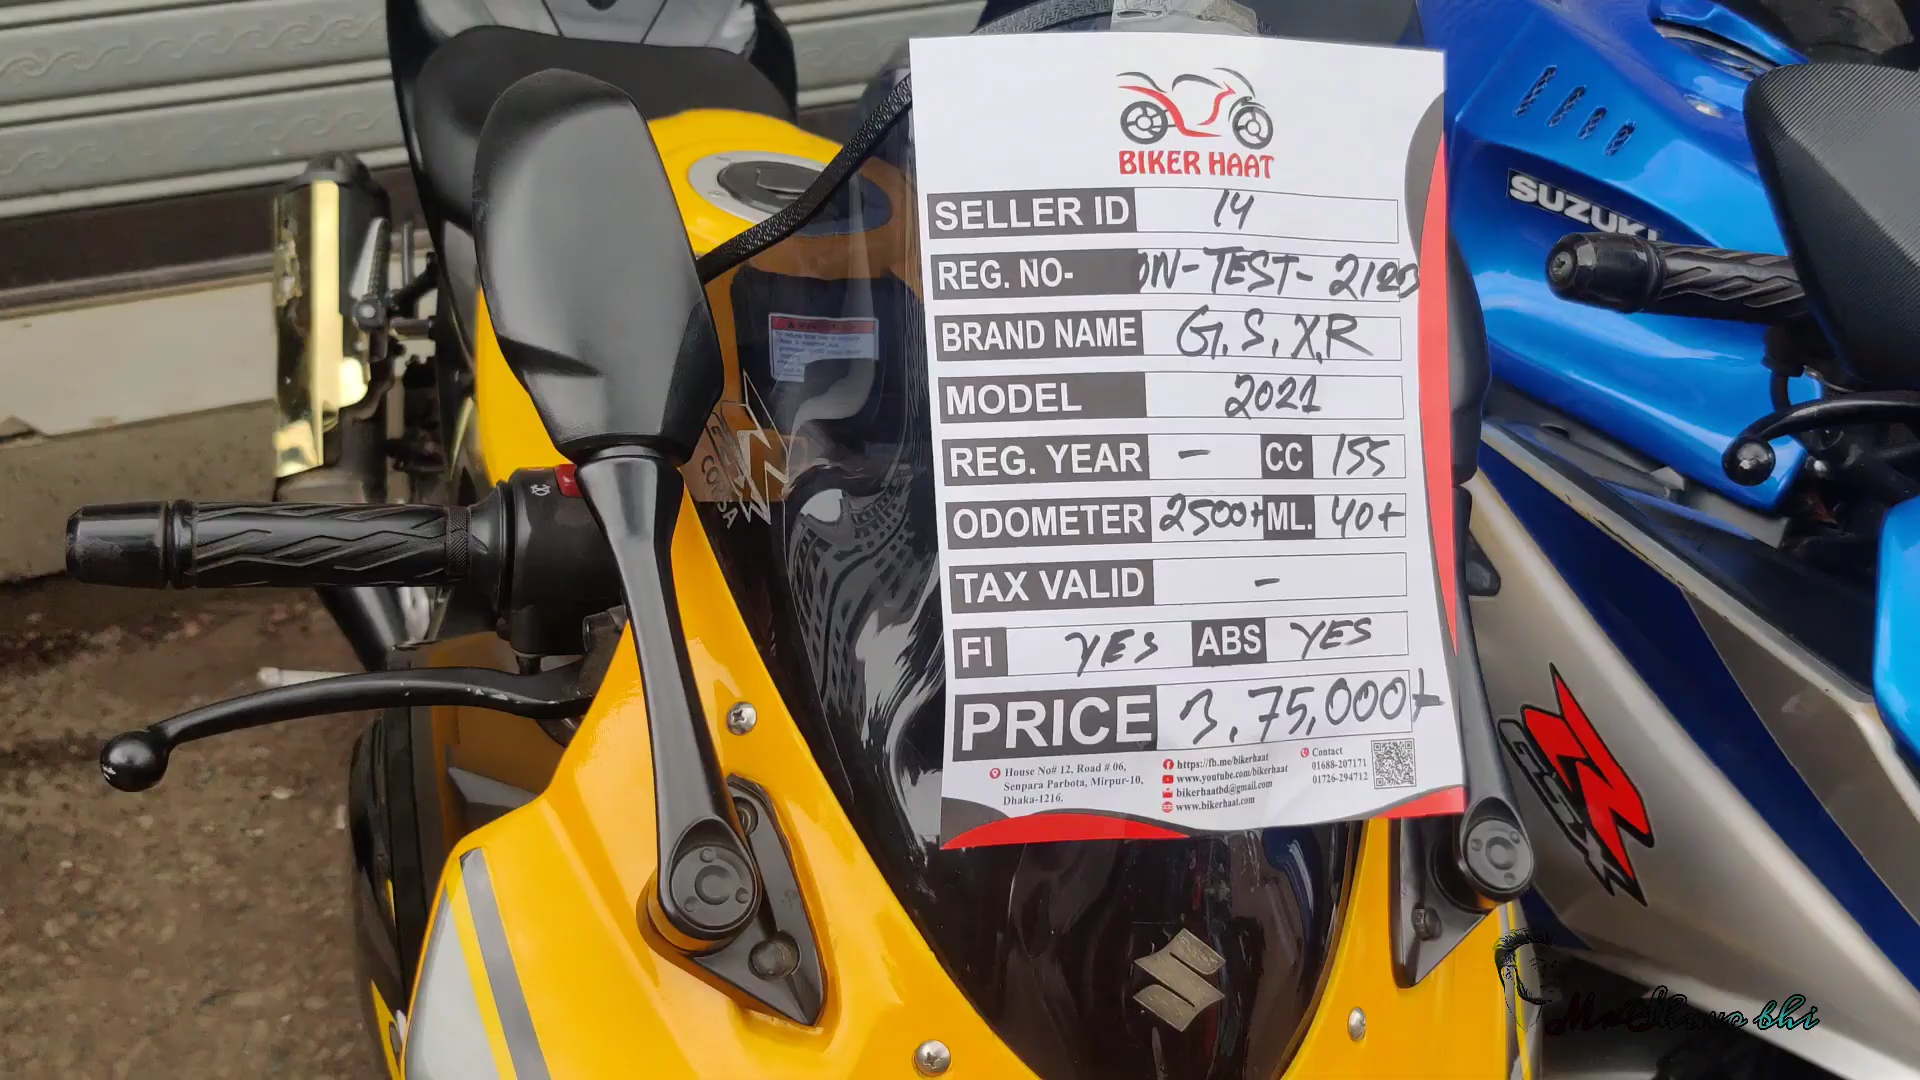 BIKER HAAT
SELLER ID 14
REG. NO- ON-TEST-
BRAND NAME G.S.X.R
MODEL 2021
REG. YEAR - CC 155
ODOMETER 2500+ ML. 40+
TAX VALID -
FI YES ABS YES
PRICE 3,75,000+
House No# 12, Road # 06,
Senpara Parbota, Mirpur-10,
Dhaka-1216.
https://fb.me/bikerhaat
www.youtube.com/bikerhaat
bikerhaatbd@gmail.com
www.bikerhaat.com
Contact
01688-207171
01726-294712
SUZUKI
R
GSX